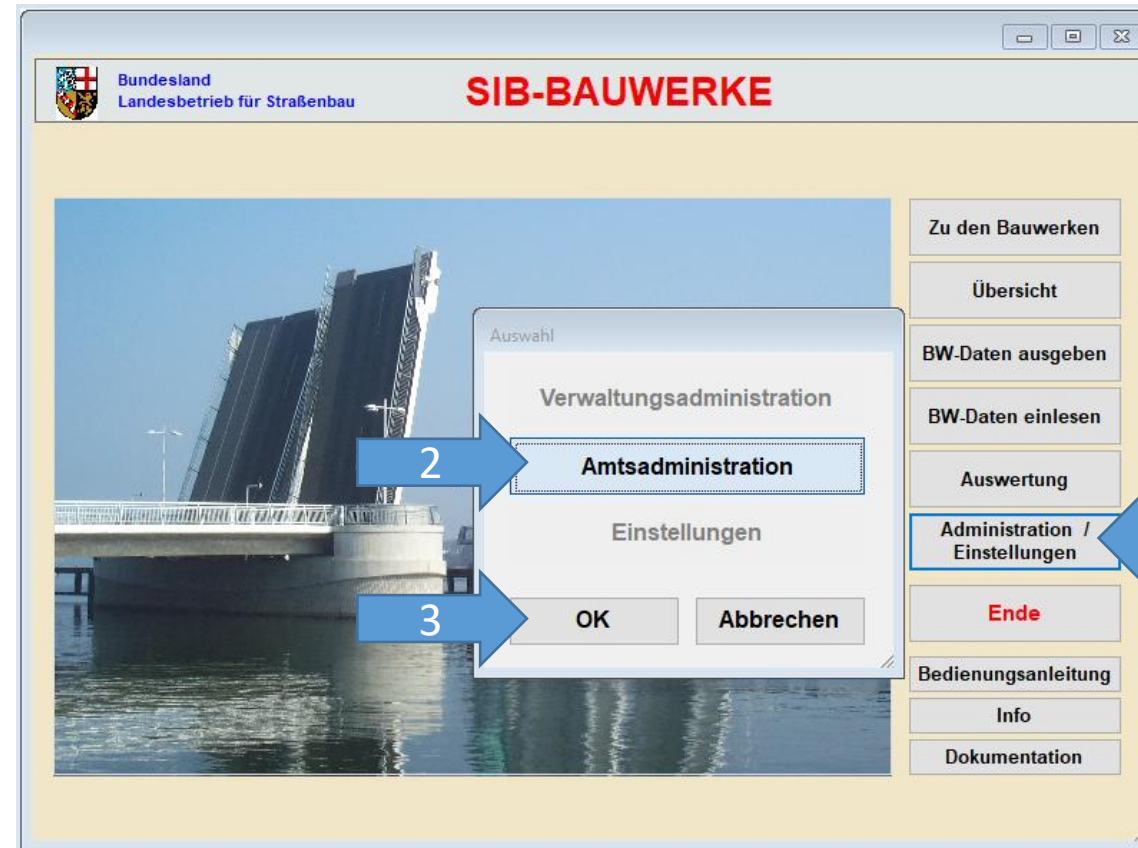 Bundesland
Landesbetrieb für Straßenbau
SIB-BAUWERKE
Zu den Bauwerken
Übersicht
BW-Daten ausgeben
BW-Daten einlesen
Auswertung
Administration /
Einstellungen
Ende
Bedienungsanleitung
Info
Dokumentation
Auswahl
Verwaltungsadministration
2
Amtsadministration
Einstellungen
3
OK
Abbrechen